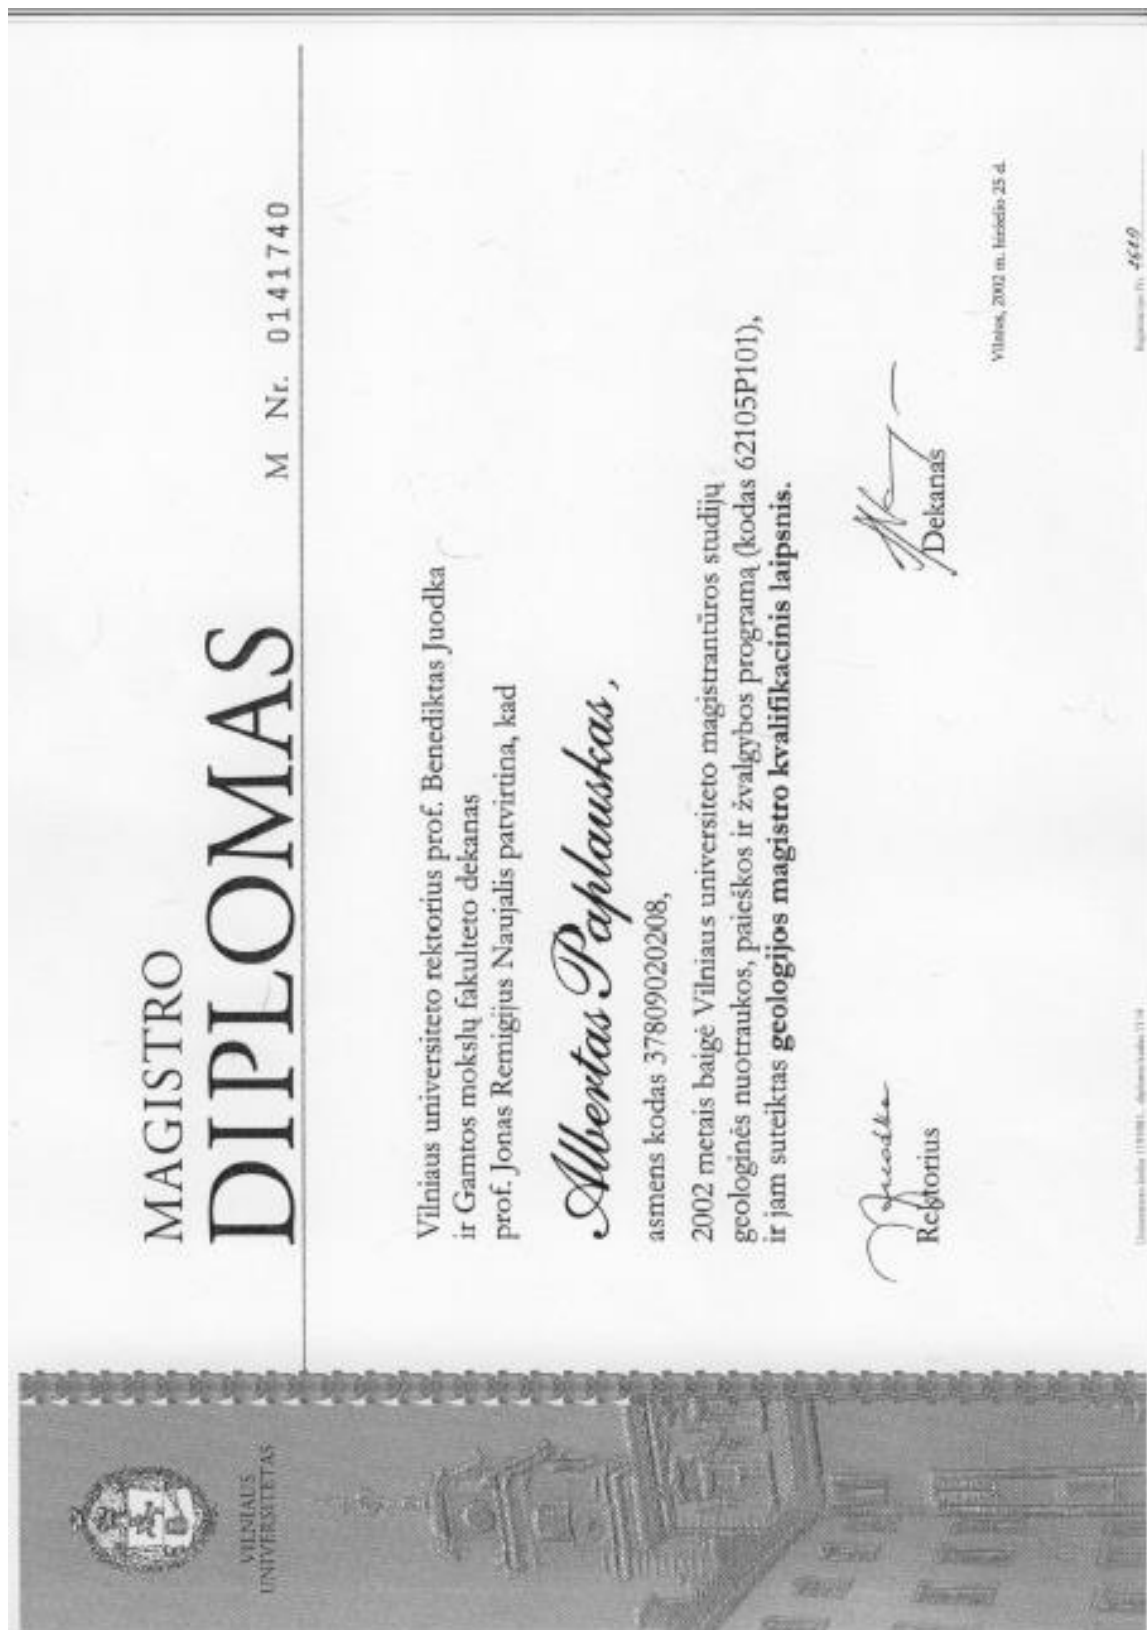 VILNIAUS
UNIVERSITETAS
MAGISTRO
DIPLOMAS
M Nr. 0141740
Vilniaus universiteto rektorius prof. Benediktas Juodka
ir Gamtos mokslų fakulteto dekanas
prof. Jonas Remigijus Naujalis patvirtina, kad
Albertas Paplauskas,
asmens kodas 37809020208,
2002 metais baigė Vilniaus universiteto magistrantūros studijų
geologinės nuotraukos, paieškos ir žvalgybos programą (kodas 62105P101),
ir jam suteiktas geologijos magistro kvalifikacinis laipsnis.
Rektorius
Dekanas
Vilnius, 2002 m. birželio 25 d.